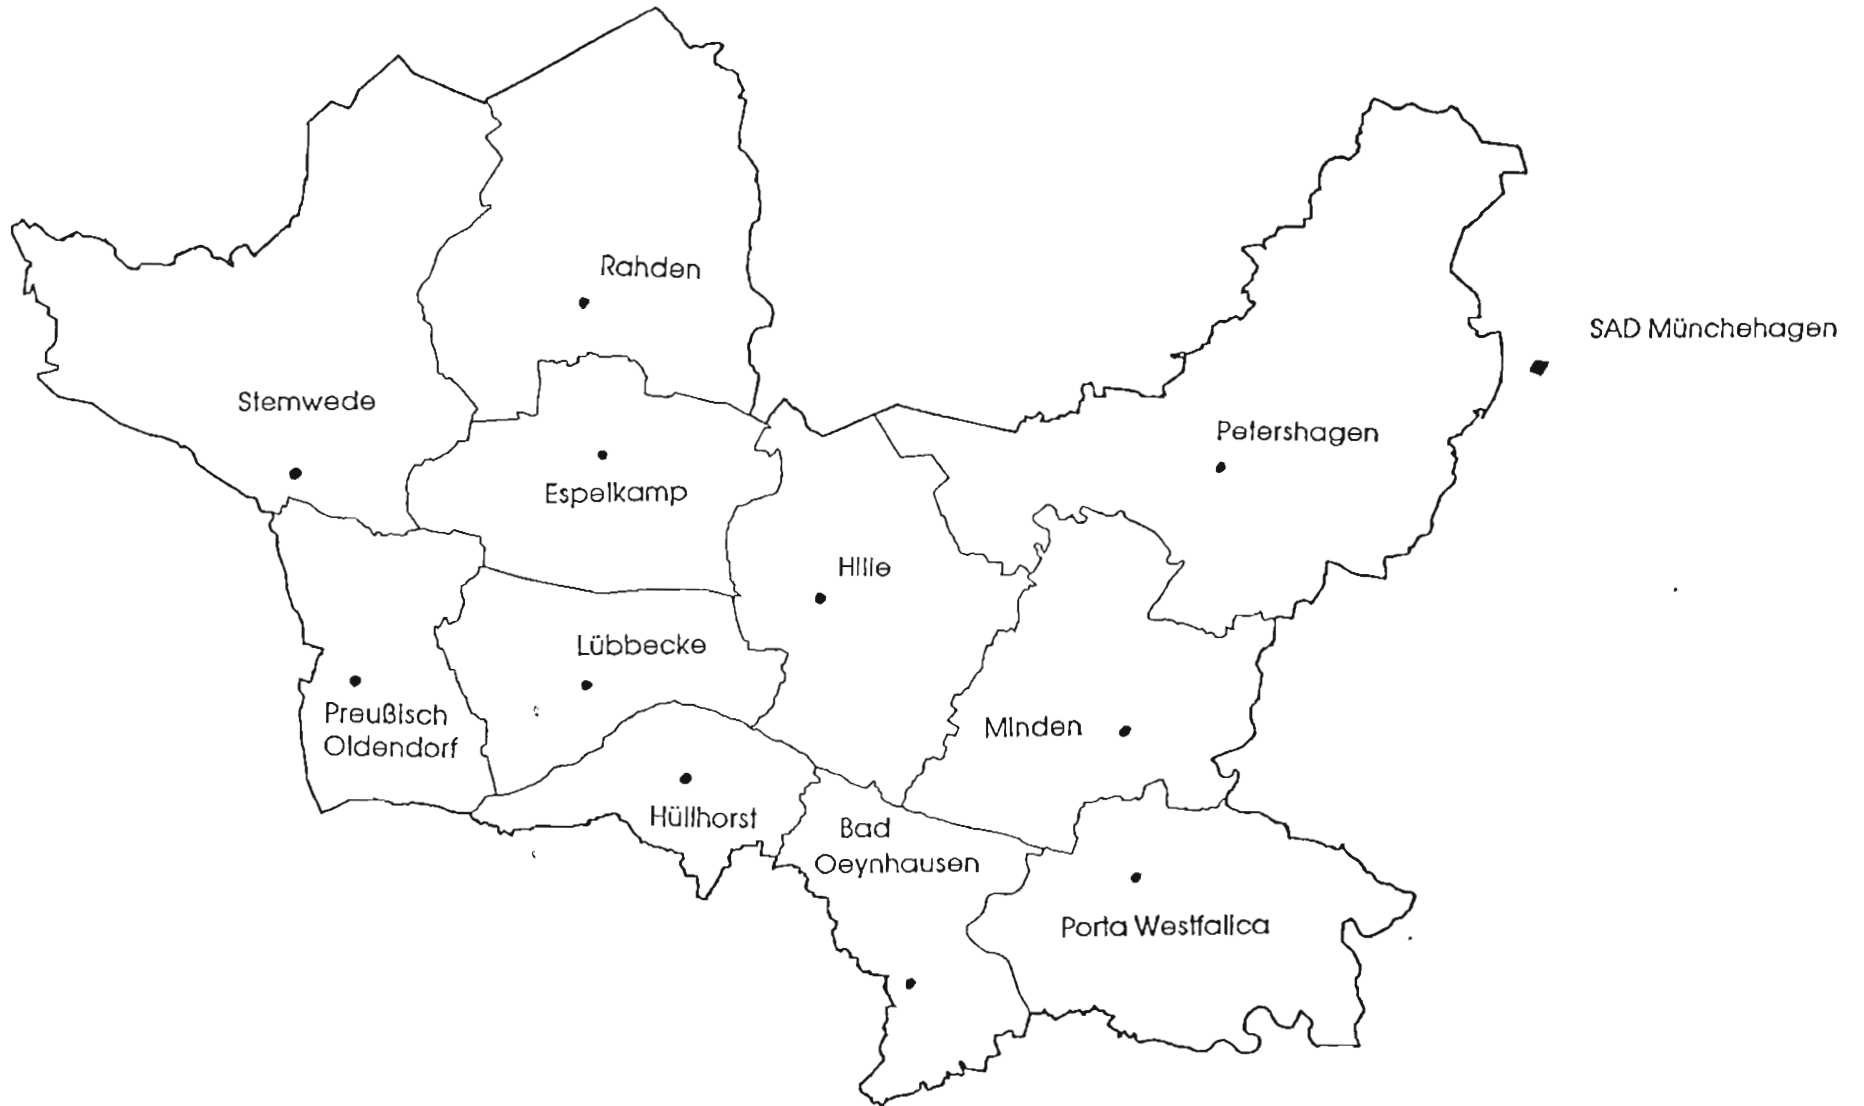 Rahden
SAD Münchehagen
Stemwede
Petershagen
Espelkamp
Hille
Lübbecke
Preußisch
Oldendorf
Minden
Hüllhorst
Bad
Oeynhausen
Porta Westfalica